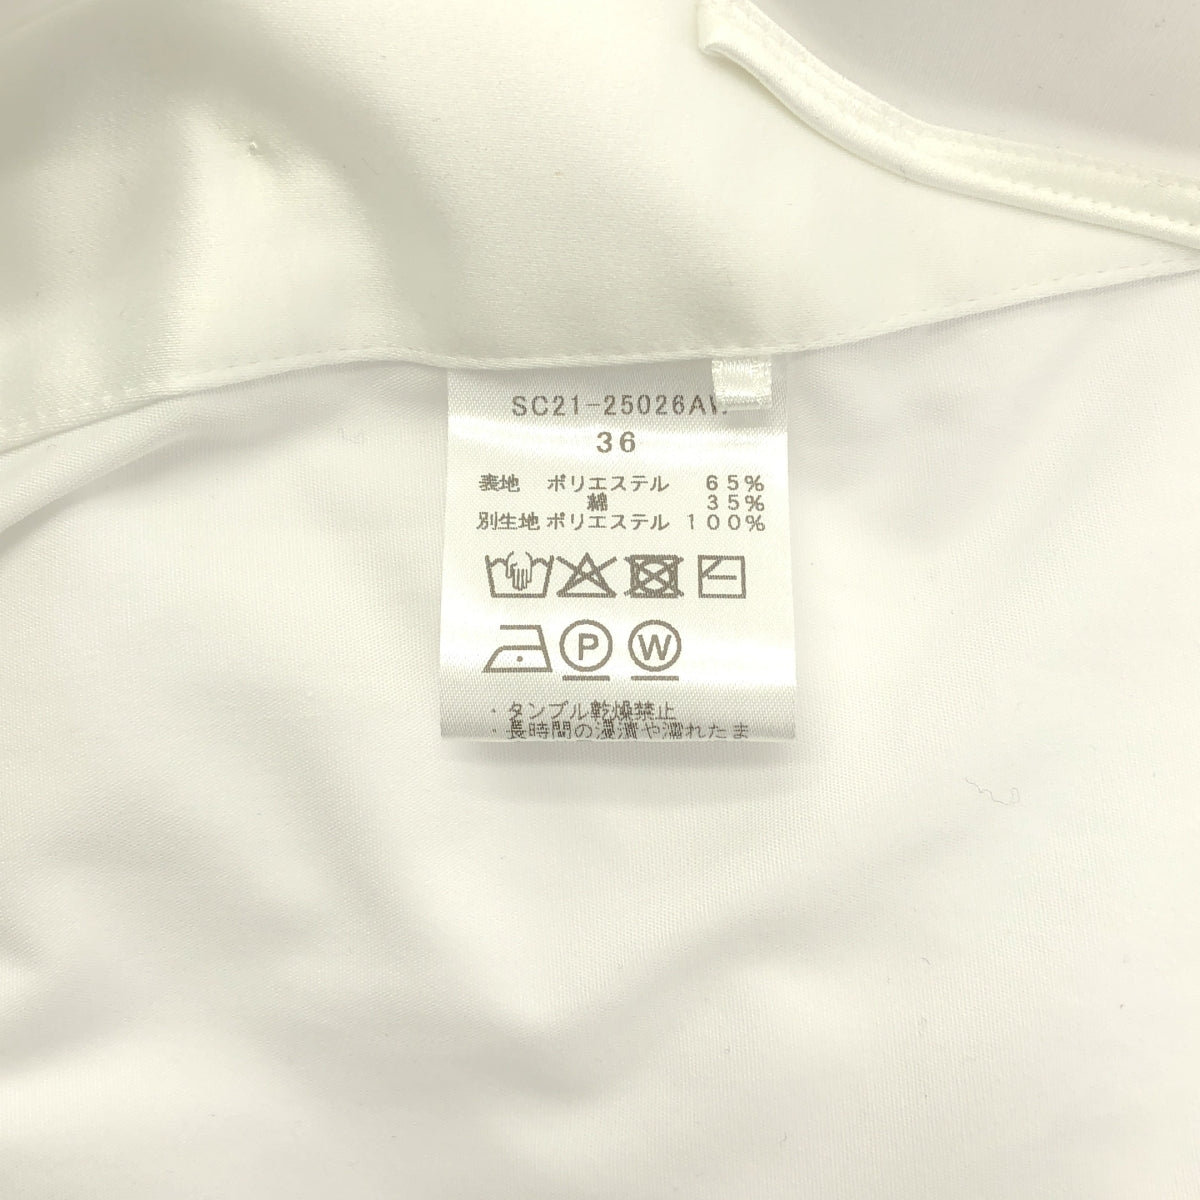 SC21-25026AW
36
表地 ポリエステル 65%
綿 35%
別生地 ポリエステル 100%
P W
・タンブル乾燥禁止
・長時間の浸漬や濡れたま